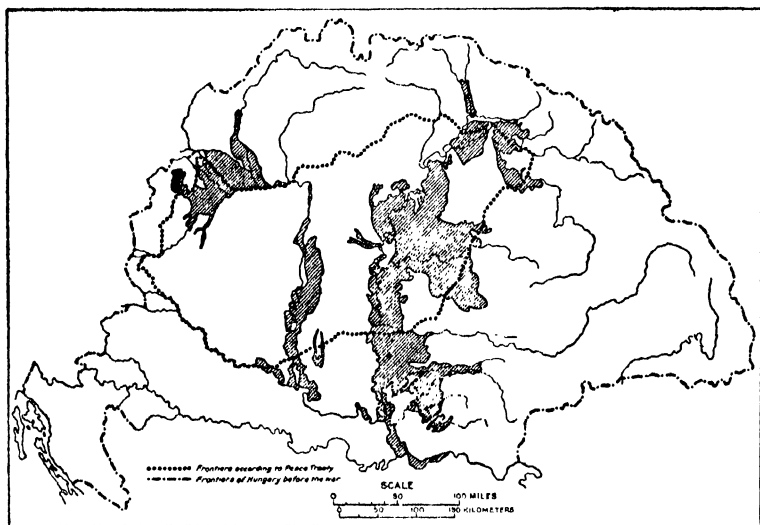 Frontiers according to Peace Treaty
Frontiers of Hungary before the war
SCALE
0 50 100 MILES
0 50 100 150 KILOMETERS